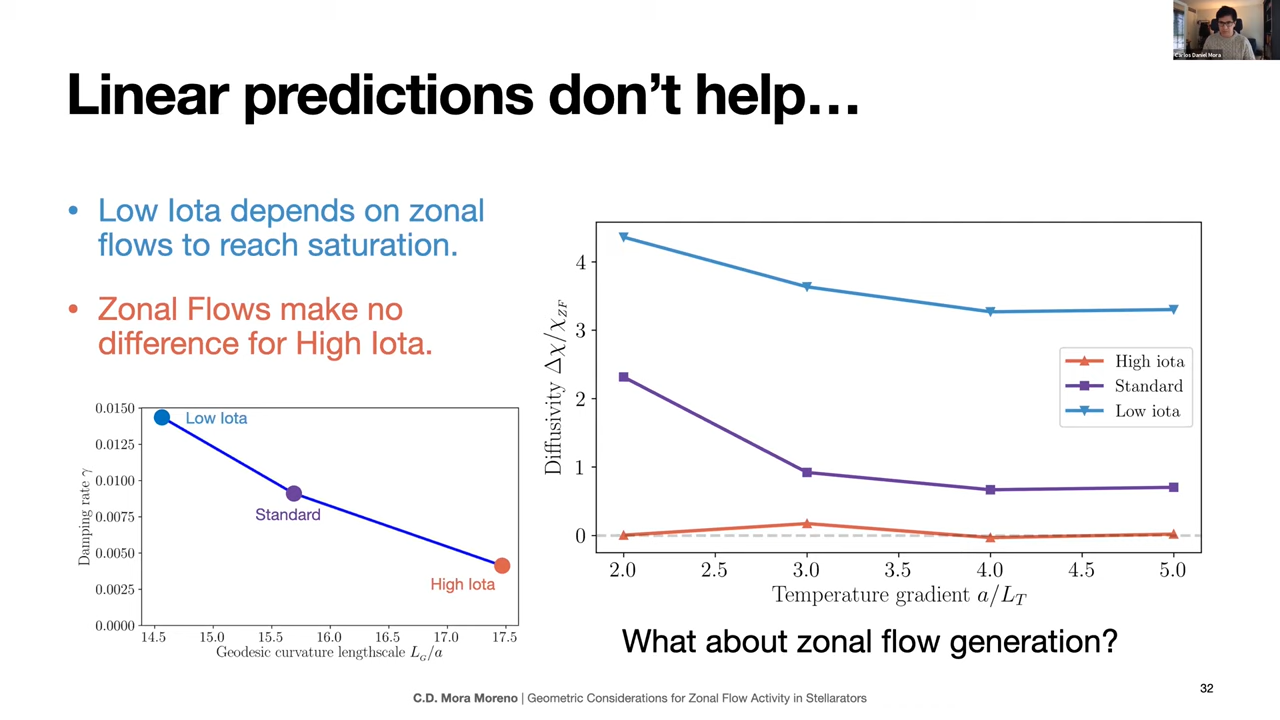 Carlos Daniel Mora
Linear predictions don't help…
• Low Iota depends on zonal
flows to reach saturation.
• Zonal Flows make no
difference for High Iota.
0.0150
0.0125
0.0100
0.0075
0.0050
0.0025
0.0000
Damping rate γ
Low Iota
Standard
High Iota
14.5 15.0 15.5 16.0 16.5 17.0 17.5
Geodesic curvature lengthscale L_G/a
4
3
2
1
0
Diffusivity Δχ/χ_ZF
High iota
Standard
Low iota
2.0 2.5 3.0 3.5 4.0 4.5 5.0
Temperature gradient a/L_T
What about zonal flow generation?
C.D. Mora Moreno | Geometric Considerations for Zonal Flow Activity in Stellarators
32